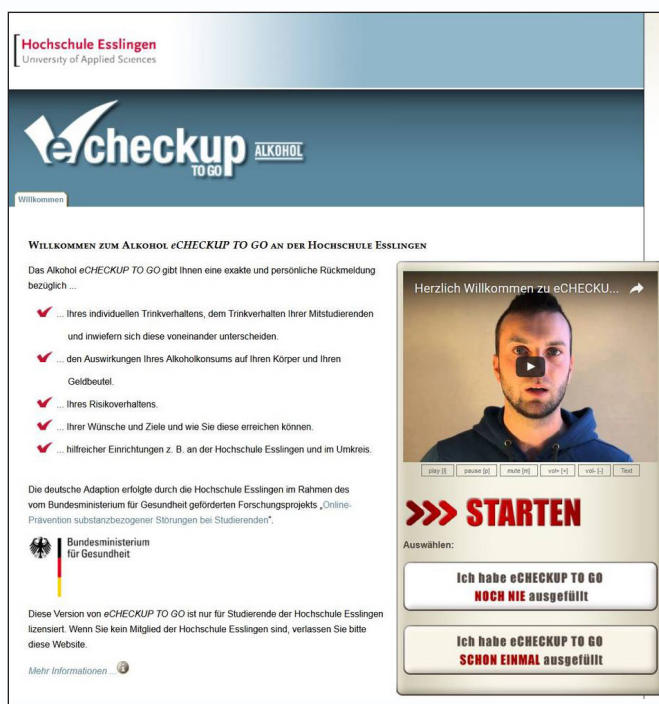 Hochschule Esslingen
University of Applied Sciences
echeckup
TO GO
ALKOHOL
Willkommen
WILLKOMMEN ZUM ALKOHOL eCHECKUP TO GO AN DER HOCHSCHULE ESSLINGEN
Das Alkohol eCHECKUP TO GO gibt Ihnen eine exakte und persönliche Rückmeldung
bezüglich ...
... Ihres individuellen Trinkverhaltens, dem Trinkverhalten Ihrer Mitstudierenden
und inwiefern sich diese voneinander unterscheiden.
... den Auswirkungen Ihres Alkoholkonsums auf Ihren Körper und Ihren
Geldbeutel.
... Ihres Risikoverhaltens.
... Ihrer Wünsche und Ziele und wie Sie diese erreichen können.
... hilfreicher Einrichtungen z. B. an der Hochschule Esslingen und im Umkreis.
Die deutsche Adaption erfolgte durch die Hochschule Esslingen im Rahmen des
vom Bundesministerium für Gesundheit geförderten Forschungsprojekts „Online-
Prävention substanzbezogener Störungen bei Studierenden".
Bundesministerium
für Gesundheit
Diese Version von eCHECKUP TO GO ist nur für Studierende der Hochschule Esslingen
lizensiert. Wenn Sie kein Mitglied der Hochschule Esslingen sind, verlassen Sie bitte
diese Website.
Mehr Informationen ...
Herzlich Willkommen zu eCHECKU...
play [l] pause [p] mute [m] vol+ [+] vol- [-] Text
>>> STARTEN
Auswählen:
Ich habe eCHECKUP TO GO
NOCH NIE ausgefüllt
Ich habe eCHECKUP TO GO
SCHON EINMAL ausgefüllt